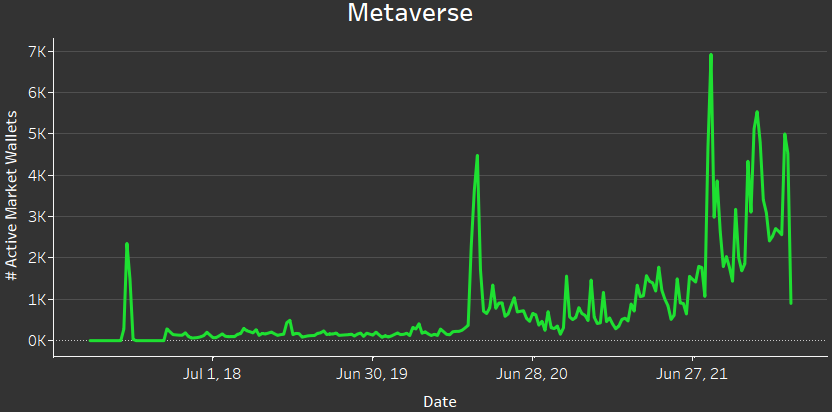 Metaverse
# Active Market Wallets
7K
6K
5K
4K
3K
2K
1K
0K
Jul 1, 18
Jun 30, 19
Jun 28, 20
Jun 27, 21
Date